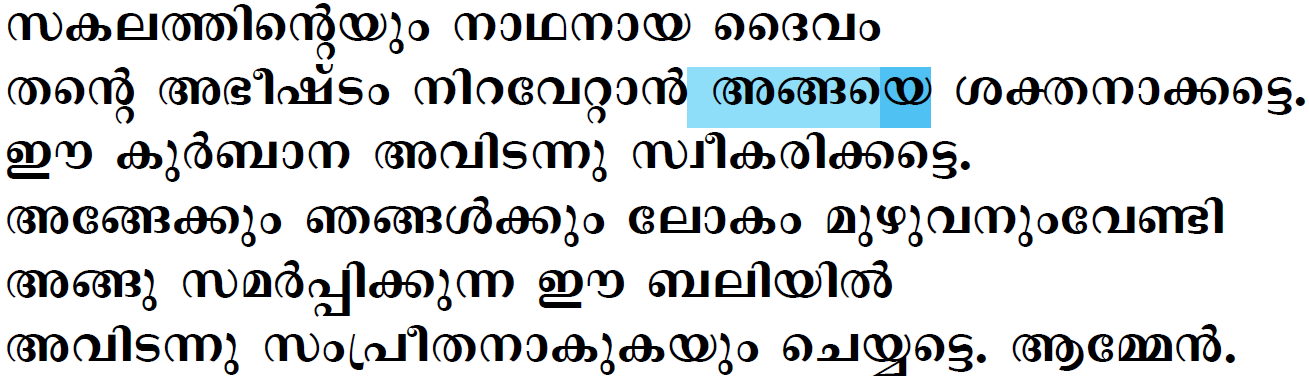 സകലത്തിന്റെയും നാഥനായ ദൈവം
തന്റെ അഭീഷ്ടം നിറവേറ്റാൻ അങ്ങയെ ശക്തനാക്കട്ടെ.
ഈ കുർബാന അവിടന്നു സ്വീകരിക്കട്ടെ.
അങ്ങേക്കും ഞങ്ങൾക്കും ലോകം മുഴുവനുംവേണ്ടി
അങ്ങു സമർപ്പിക്കുന്ന ഈ ബലിയിൽ
അവിടന്നു സംപ്രീതനാകുകയും ചെയ്യട്ടെ. ആമ്മേൻ.